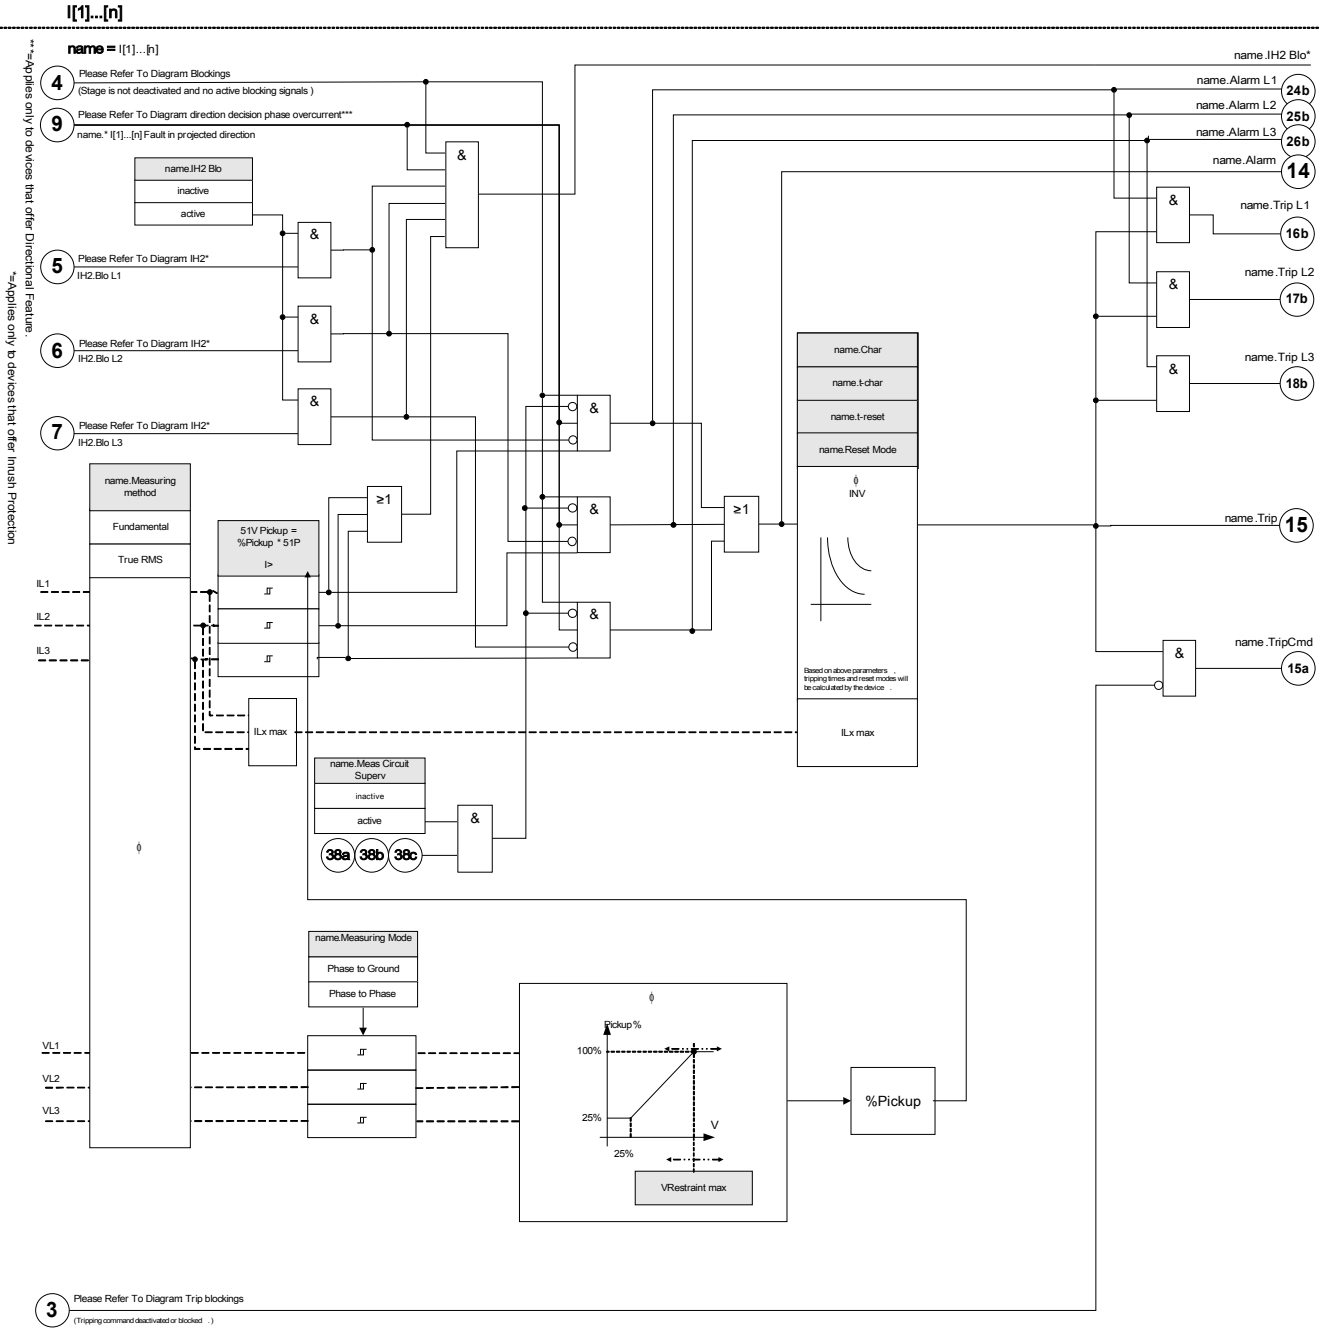 I[1]...[n]
name = I[1]...[n]
***=Applies only to devices that offer Directional Feature.
*=Applies only to devices that offer Inrush Protection
4
Please Refer To Diagram: Blockings
(Stage is not deactivated and no active blocking signals )
9
Please Refer To Diagram: direction decision phase overcurrent***
name.* I[1]...[n] Fault in projected direction
name.IH2 Blo
inactive
active
5
Please Refer To Diagram: IH2*
IH2.Blo L1
6
Please Refer To Diagram: IH2*
IH2.Blo L2
7
Please Refer To Diagram: IH2*
IH2.Blo L3
&
&
&
&
name.IH2 Blo*
name.Alarm L1
24b
name.Alarm L2
25b
name.Alarm L3
26b
name.Alarm
14
&
name.Trip L1
16b
&
name.Trip L2
17b
&
name.Trip L3
18b
name.Measuring
method
Fundamental
True RMS
ϕ
IL1
IL2
IL3
51V Pickup =
%Pickup * 51P
I>
≥1
&
&
&
≥1
name.Char
name.t-char
name.t-reset
name.Reset Mode
ϕ
INV
Based on above parameters ,
tripping times and reset modes will
be calculated by the device .
ILx max
name.Trip
15
&
name.TripCmd
15a
ILx max
name.Meas Circuit
Superv
inactive
active
&
38a
38b
38c
name.Measuring Mode
Phase to Ground
Phase to Phase
VL1
VL2
VL3
ϕ
Pickup %
100%
25%
25%
V
VRestraint max
%Pickup
3
Please Refer To Diagram: Trip blockings
(Tripping command deactivated or blocked . )